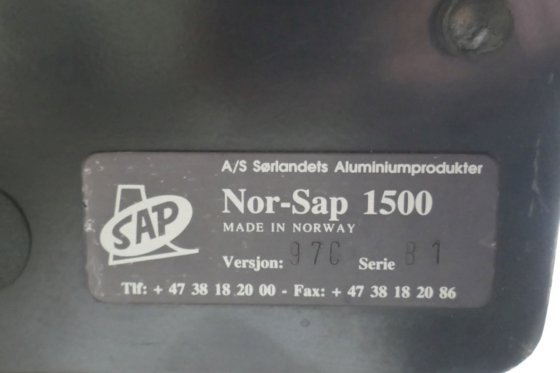 A/S Sørlandets Aluminiumprodukter
SAP
Nor-Sap 1500
MADE IN NORWAY
Versjon: 97C Serie B1
Tlf: + 47 38 18 20 00 - Fax: + 47 38 18 20 86